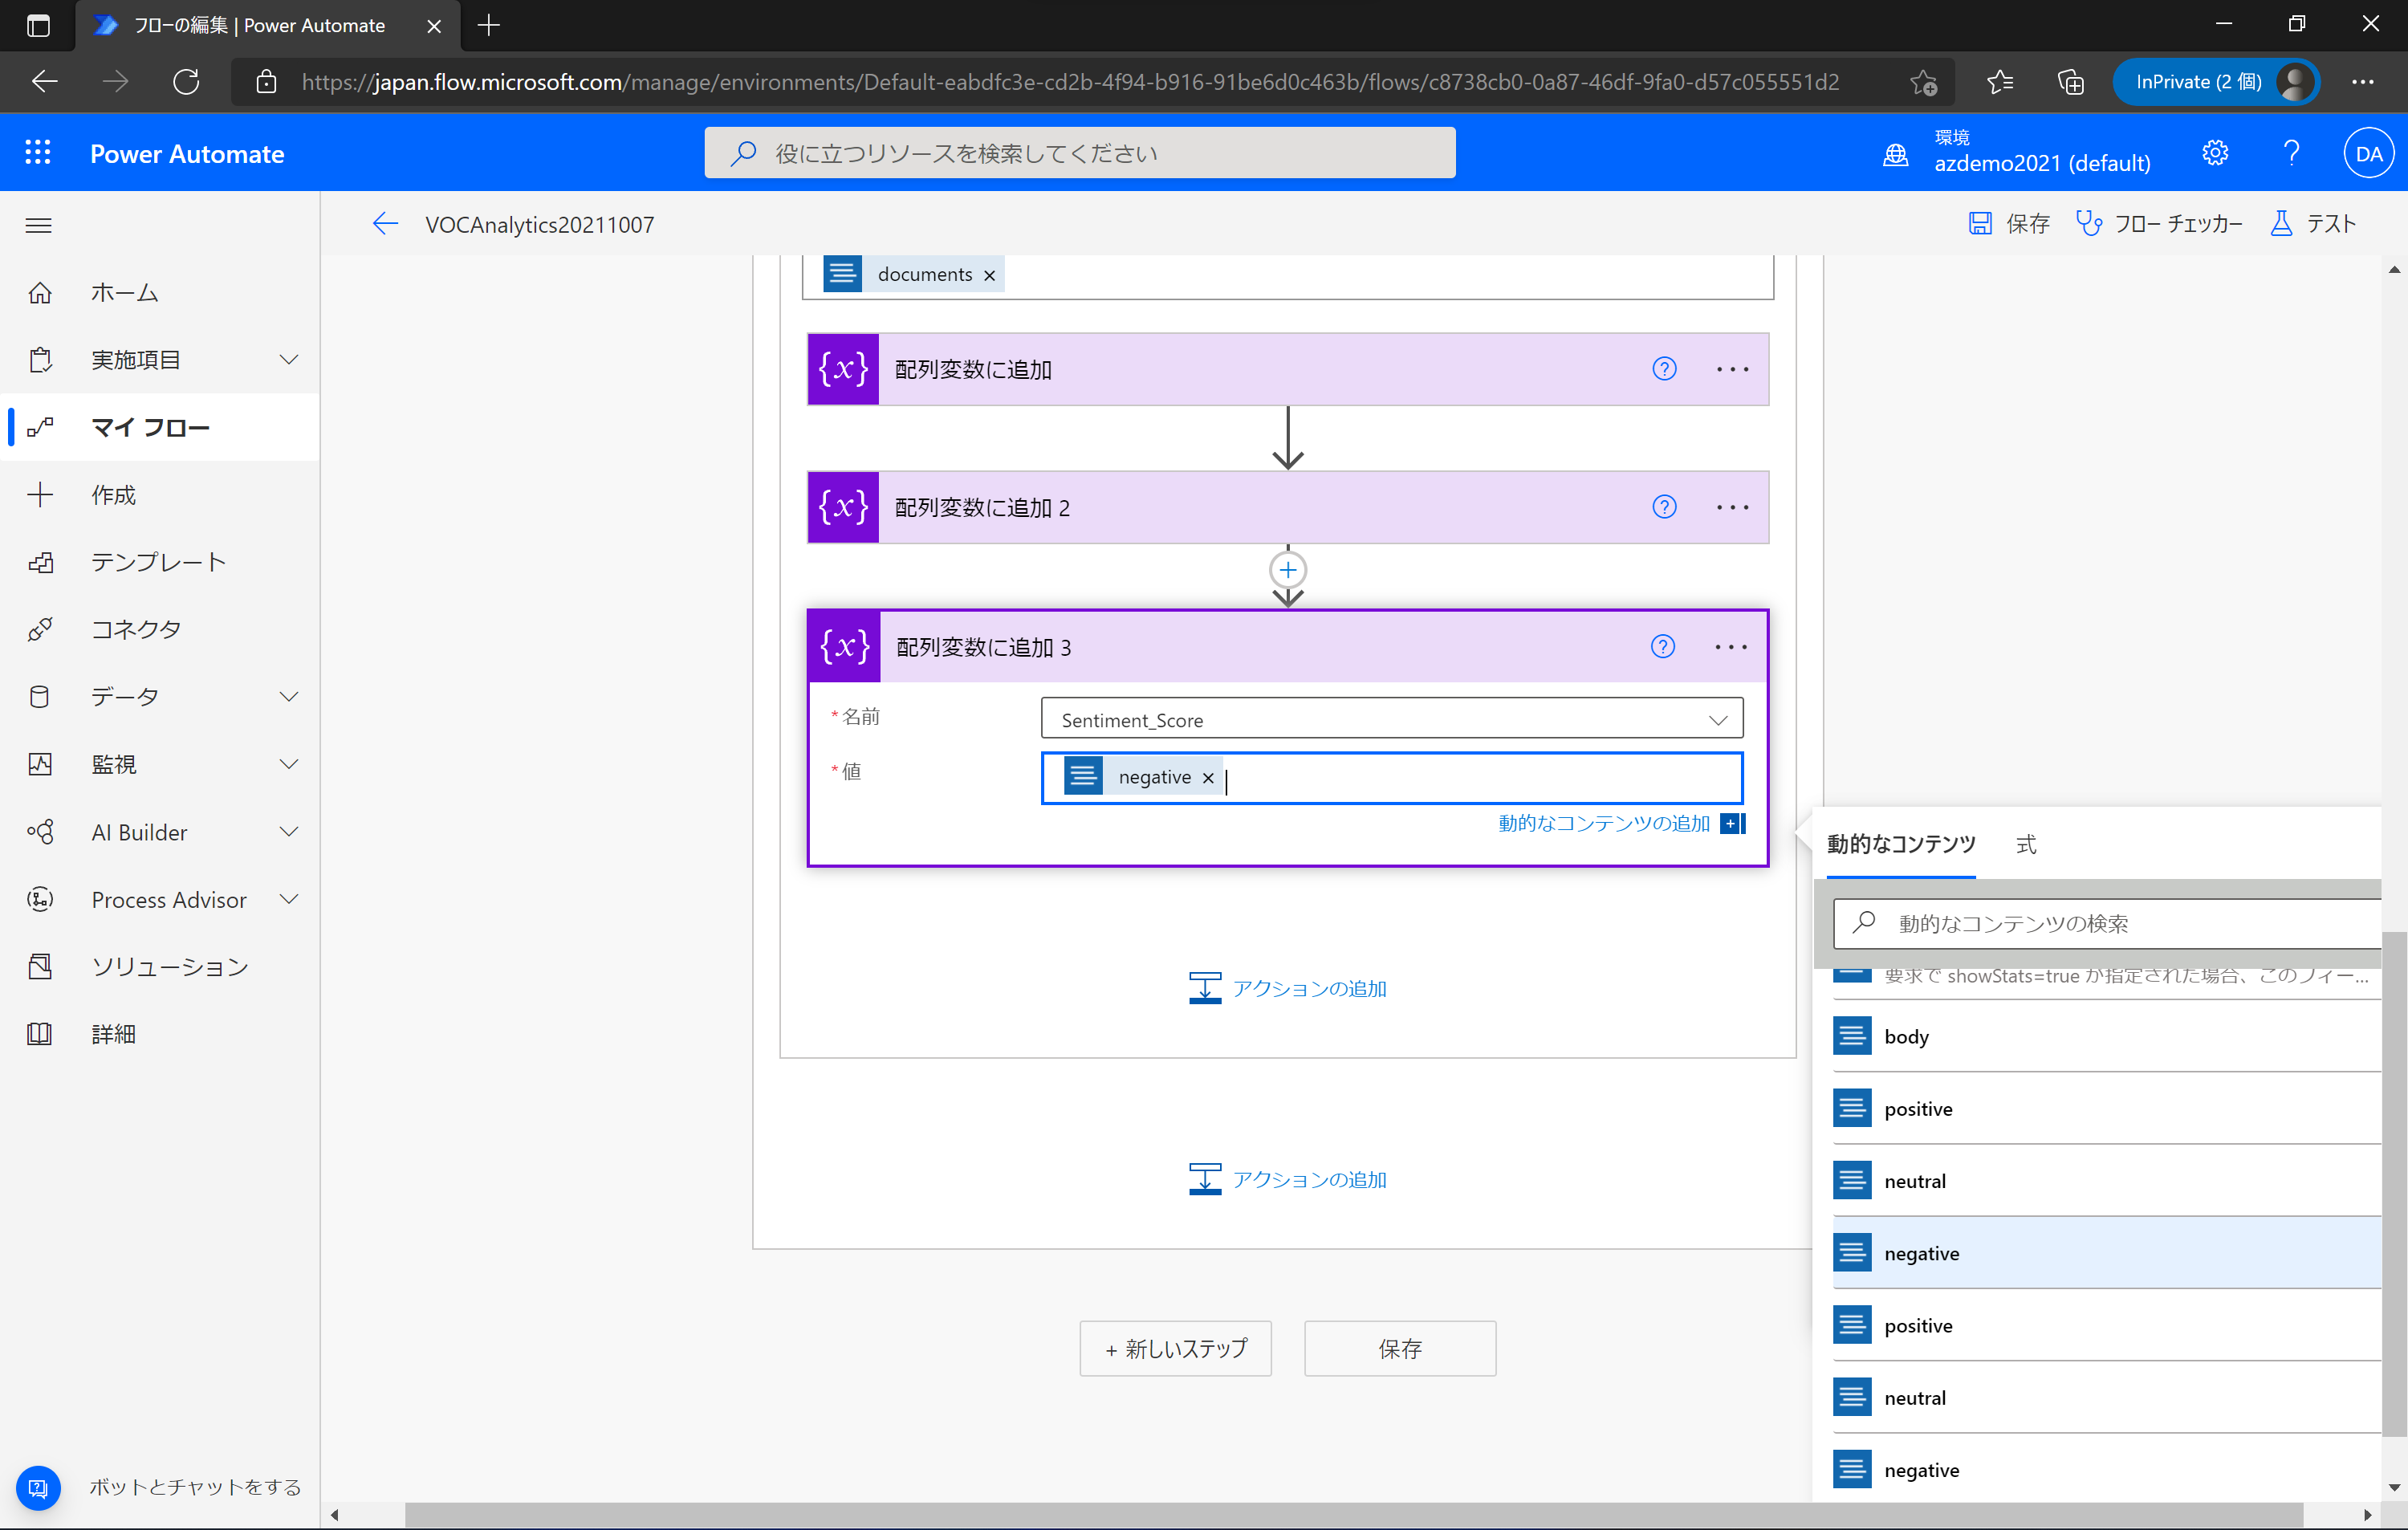 フローの編集 | Power Automate
https://japan.flow.microsoft.com/manage/environments/Default-eabdfc3e-cd2b-4f94-b916-91be6d0c463b/flows/c8738cb0-0a87-46df-9fa0-d57c055551d2
InPrivate (2 個)
Power Automate
役に立つリソースを検索してください
環境
azdemo2021 (default)
DA
VOCAnalytics20211007
保存
フロー チェッカー
テスト
ホーム
実施項目
マイ フロー
作成
テンプレート
コネクタ
データ
監視
AI Builder
Process Advisor
ソリューション
詳細
ボットとチャットをする
documents
{x} 配列変数に追加
{x} 配列変数に追加 2
{x} 配列変数に追加 3
*名前
Sentiment_Score
*値
negative
動的なコンテンツの追加
アクションの追加
アクションの追加
+ 新しいステップ
保存
動的なコンテンツ
式
動的なコンテンツの検索
要求で showStats=true が指定された場合、このフィー...
body
positive
neutral
negative
positive
neutral
negative